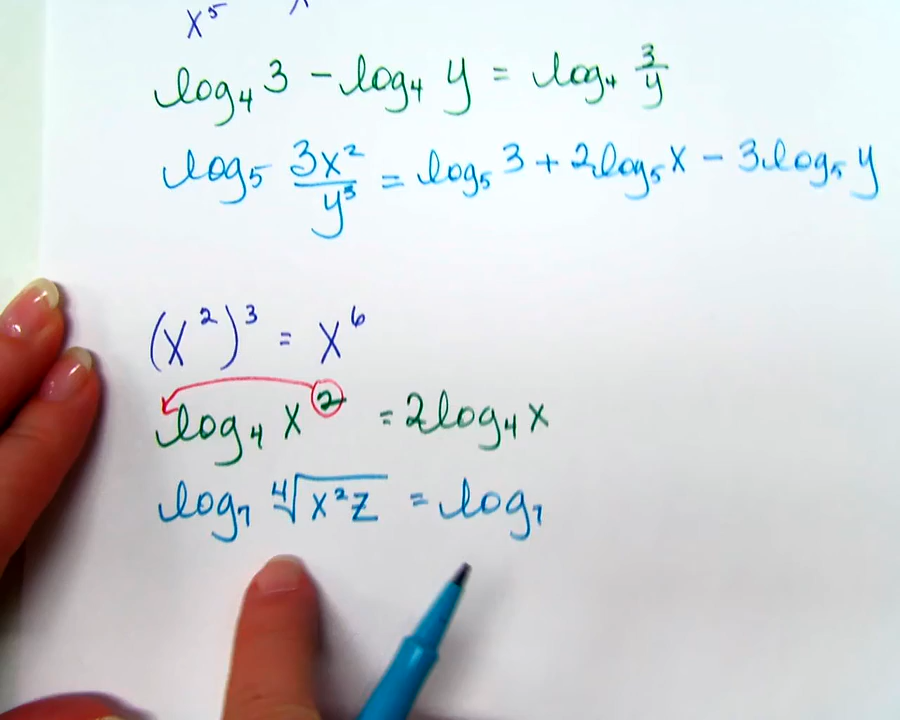 x⁵
log₄ 3 - log₄ y = log₄ 3/y
log₅ 3x²/y³ = log₅ 3 + 2log₅ x - 3log₅ y
(x²)³ = x⁶
log₄ x² = 2log₄ x
log₇ ∜(x²z) = log₇